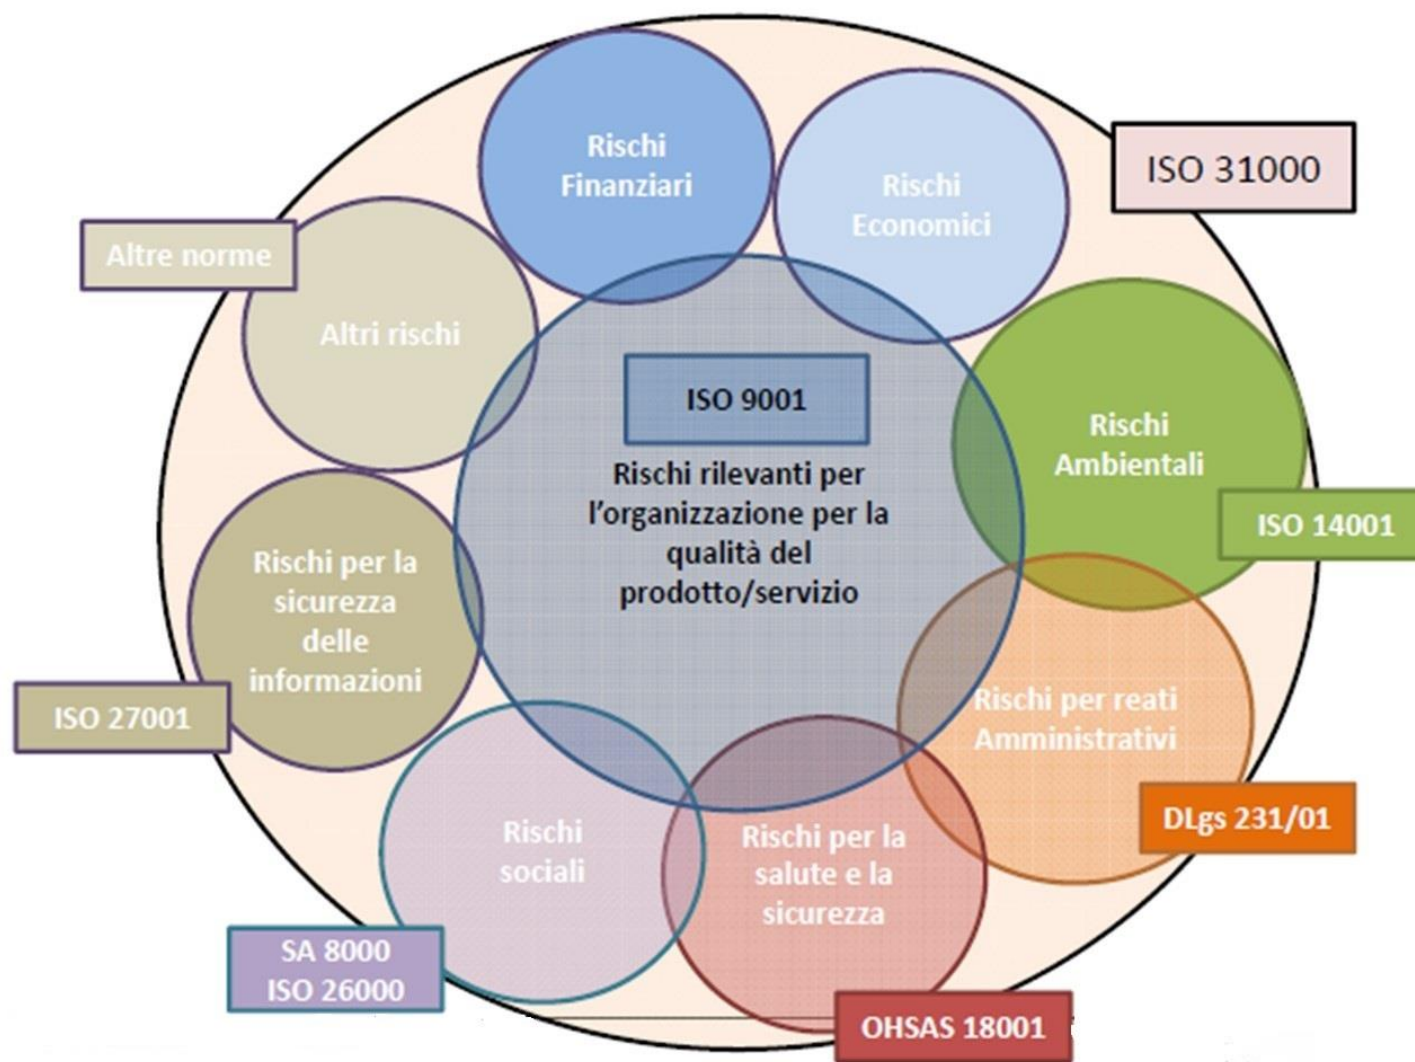 Rischi
Finanziari
Rischi
Economici
ISO 31000
Altre norme
Altri rischi
ISO 9001
Rischi rilevanti per
l'organizzazione per la
qualità del
prodotto/servizio
Rischi
Ambientali
ISO 14001
Rischi per la
sicurezza
delle
informazioni
ISO 27001
Rischi per reati
Amministrativi
DLgs 231/01
Rischi
sociali
SA 8000
ISO 26000
Rischi per la
salute e la
sicurezza
OHSAS 18001